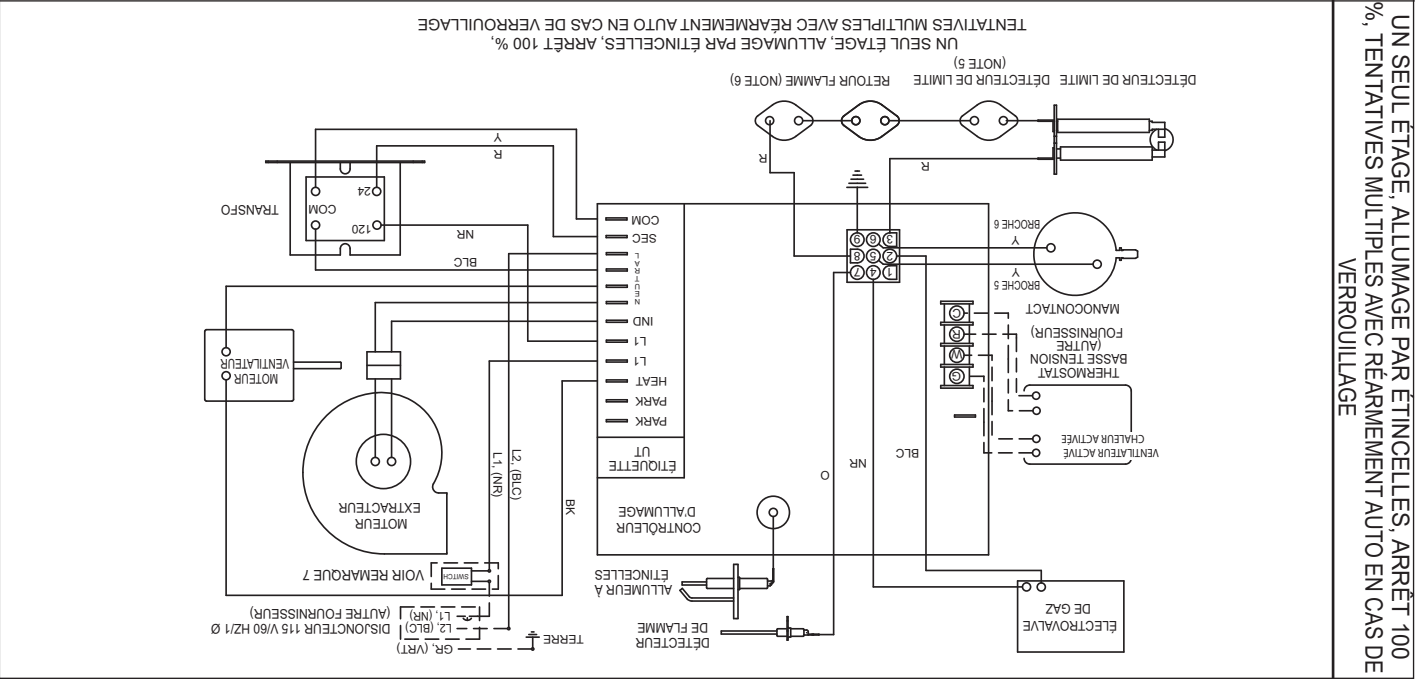 UN SEUL ÉTAGE, ALLUMAGE PAR ÉTINCELLES, ARRÊT 100
%, TENTATIVES MULTIPLES AVEC RÉARMEMENT AUTO EN CAS DE
VERROUILLAGE
ÉLECTROVALVE
DE GAZ
DÉTECTEUR
DE FLAMME
ALLUMEUR À
ÉTINCELLES
TERRE
GR, (VRT)
L2, (BLC)
L1, (NR)
DISJONCTEUR 115 V/60 HZ/1 Ø
(AUTRE FOURNISSEUR)
SWITCH
VOIR REMARQUE 7
VENTILATEUR ACTIVÉ
CHALEUR ACTIVÉE
THERMOSTAT
BASSE TENSION
(AUTRE
FOURNISSEUR)
G
W
R
C
BLC
NR
O
CONTRÔLEUR
D'ALLUMAGE
ÉTIQUETTE
UT
PARK
PARK
HEAT
L1
L1
IND
NEUTRAL
SEC
COM
BK
L2, (BLC)
L1, (NR)
MOTEUR
EXTRACTEUR
MOTEUR
VENTILATEUR
MANOCONTACT
BROCHE 5
Y
Y
BROCHE 6
1 4 7
2 5 8
3 6 9
BLC
NR
120
COM
24
TRANSFO
R
Y
R
R
DÉTECTEUR DE LIMITE
DÉTECTEUR DE LIMITE
(NOTE 5)
RETOUR FLAMME (NOTE 6)
UN SEUL ÉTAGE, ALLUMAGE PAR ÉTINCELLES, ARRÊT 100 %,
TENTATIVES MULTIPLES AVEC RÉARMEMENT AUTO EN CAS DE VERROUILLAGE